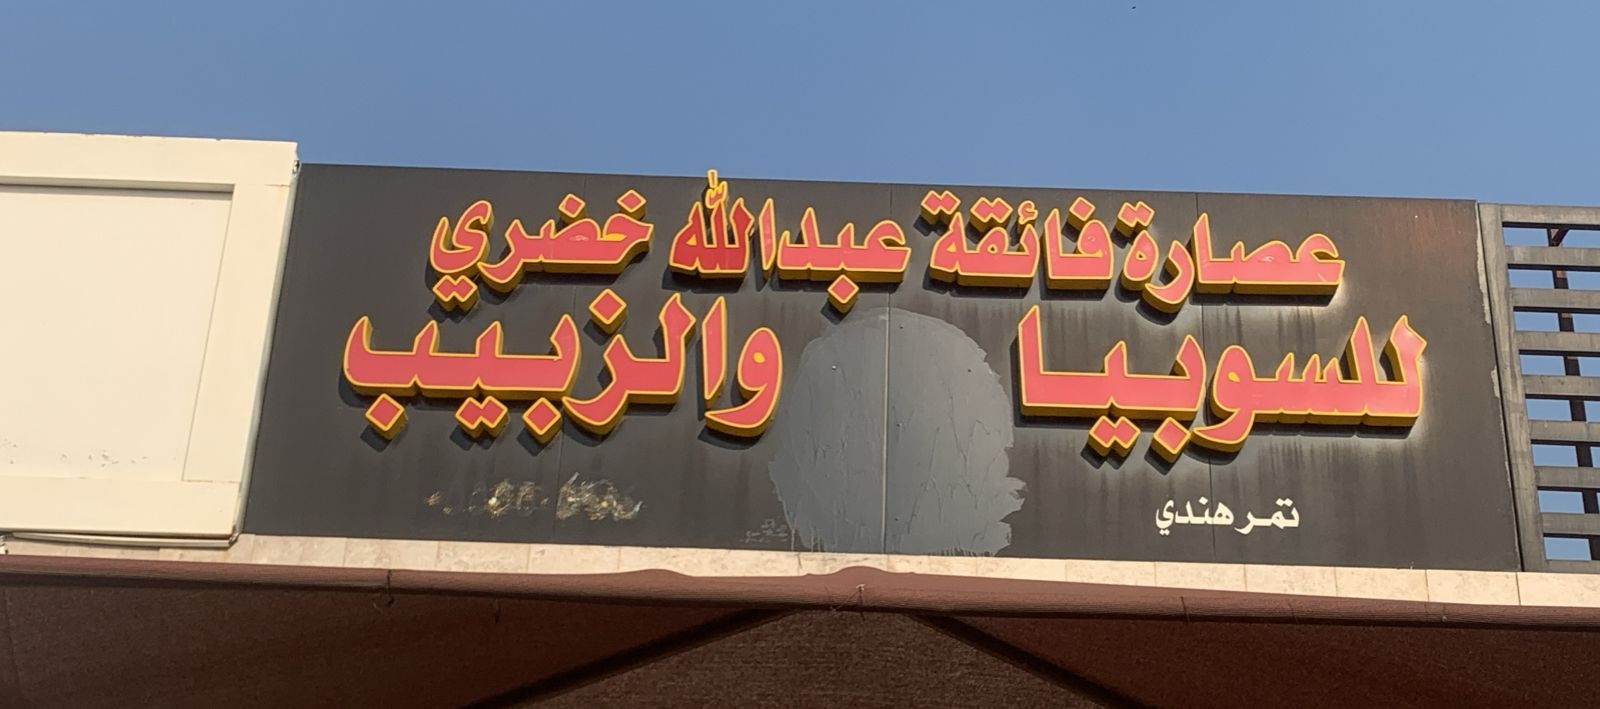 عصارة فائقة عبدالله خضري
للسوبيا والزبيب
تمر هندي